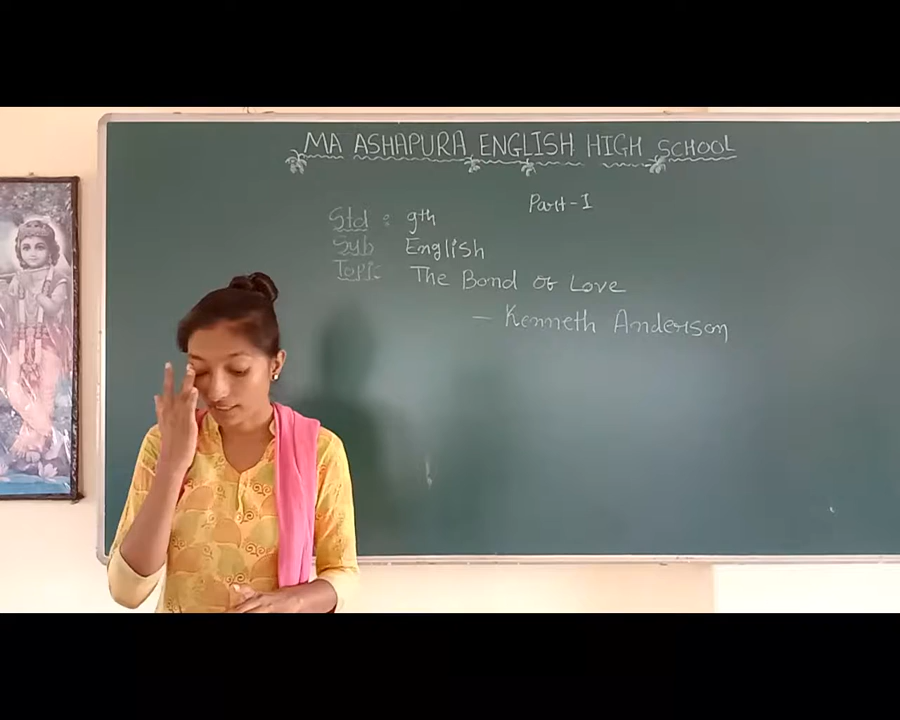 MA ASHAPURA ENGLISH HIGH SCHOOL
Part-I
Std : 9th
Sub English
Topic The Bond of Love
- Kenneth Anderson